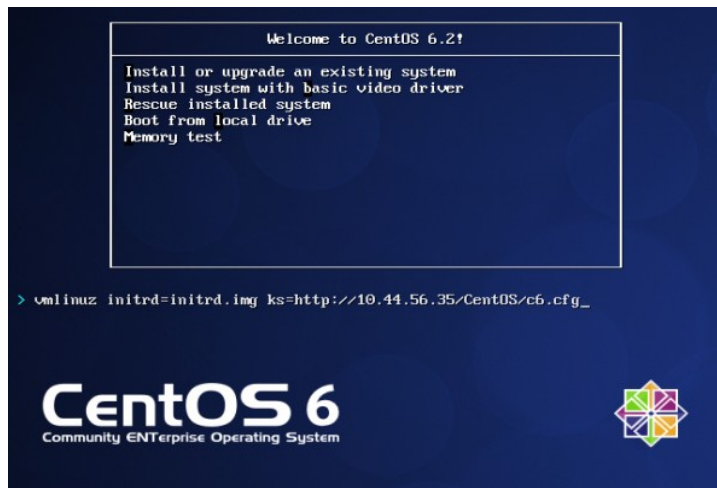 Welcome to CentOS 6.2!
Install or upgrade an existing system
Install system with basic video driver
Rescue installed system
Boot from local drive
Memory test
> vmlinuz initrd=initrd.img ks=http://10.44.56.35/CentOS/c6.cfg_
CentOS 6
Community ENTerprise Operating System